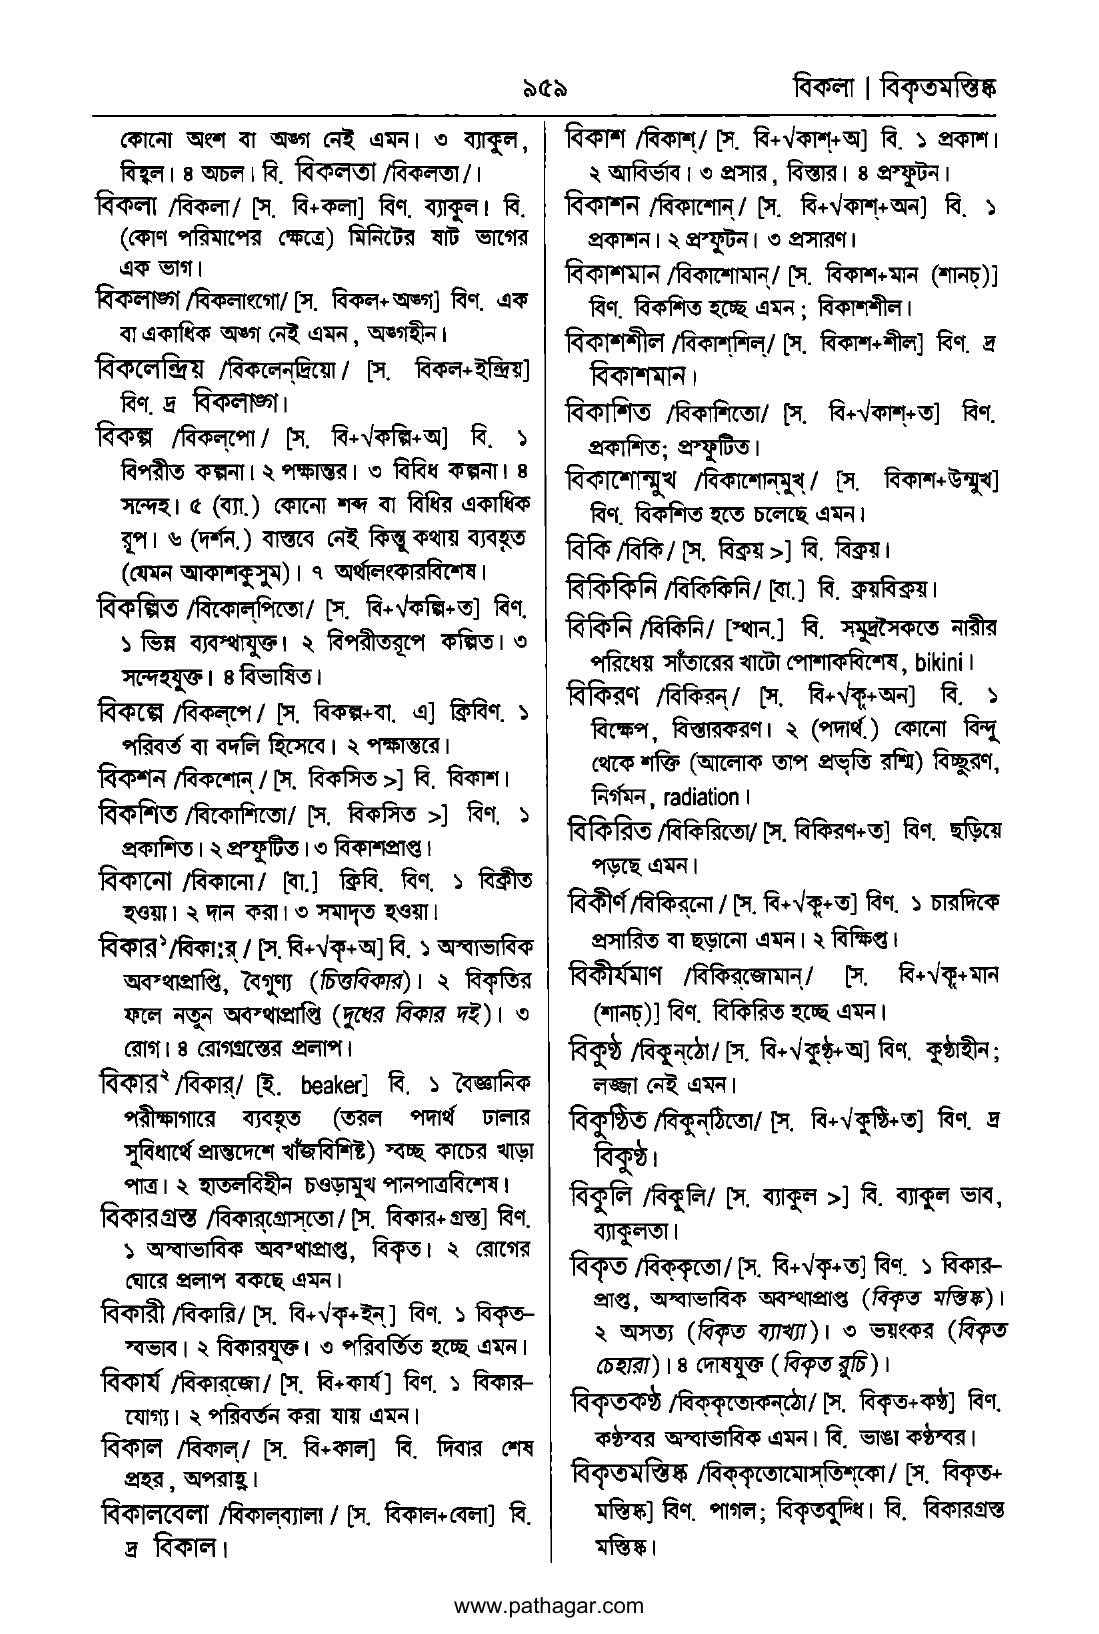 ৯৫৯
বিকলা | বিকৃতমস্তিষ্ক
কোনো অংশ বা অঙ্গ নেই এমন। ৩ ব্যাকুল,
বিহ্বল। ৪ অচল। বি. বিকলতা /বিকলতা/।
বিকলা /বিকলা/ [স. বি+কলা] বিণ. ব্যাকুল। বি.
(কোণ পরিমাপের ক্ষেত্রে) মিনিটের ষাট ভাগের
এক ভাগ।
বিকলাঙ্গ /বিকলাংগো/ [স. বিকল+অঙ্গ] বিণ. এক
বা একাধিক অঙ্গ নেই এমন, অঙ্গহীন।
বিকলেন্দ্রিয় /বিকলেন্‌দ্রিয়ো/ [স. বিকল+ইন্দ্রিয়]
বিণ. দ্র বিকলাঙ্গ।
বিকল্প /বিকল্‌পো/ [স. বি+√কল্পি+অ] বি. ১
বিপরীত কল্পনা। ২ পক্ষান্তর। ৩ বিবিধ কল্পনা। ৪
সন্দেহ। ৫ (ব্যা.) কোনো শব্দ বা বিধির একাধিক
রূপ। ৬ (দর্শন.) বাস্তবে নেই কিন্তু কথায় ব্যবহৃত
(যেমন আকাশকুসুম)। ৭ অর্থালংকারবিশেষ।
বিকল্পিত /বিকোল্‌পিতো/ [স. বি+√কল্পি+ত] বিণ.
১ ভিন্ন ব্যবস্থাযুক্ত। ২ বিপরীতরূপে কল্পিত। ৩
সন্দেহযুক্ত। ৪ বিভাষিত।
বিকল্পে /বিকল্‌পে/ [স. বিকল্প+বা. এ] ক্রিবিণ. ১
পরিবর্ত বা বদলি হিসেবে। ২ পক্ষান্তরে।
বিকশন /বিকশোন্‌/ [স. বিকসিত >] বি. বিকাশ।
বিকশিত /বিকোশিতো/ [স. বিকসিত >] বিণ. ১
প্রকাশিত। ২ প্রস্ফুটিত। ৩ বিকাশপ্রাপ্ত।
বিকানো /বিকানো/ [বা.] ক্রিবি. বিণ. ১ বিক্রীত
হওয়া। ২ দান করা। ৩ সমাদৃত হওয়া।
বিকার¹ /বিকা:র্‌/ [স. বি+√কৃ+অ] বি. ১ অস্বাভাবিক
অবস্থাপ্রাপ্তি, বৈগুণ্য (চিত্তবিকার)। ২ বিকৃতির
ফলে নতুন অবস্থাপ্রাপ্তি (দুধের বিকার দই)। ৩
রোগ। ৪ রোগগ্রস্তের প্রলাপ।
বিকার² /বিকার্‌/ [ই. beaker] বি. ১ বৈজ্ঞানিক
পরীক্ষাগারে ব্যবহৃত (তরল পদার্থ ঢালার
সুবিধার্থে প্রান্তদেশে খাঁজবিশিষ্ট) স্বচ্ছ কাচের খাড়া
পাত্র। ২ হাতলবিহীন চওড়ামুখ পানপাত্রবিশেষ।
বিকারগ্রস্ত /বিকার্‌গ্রোস্‌তো/ [স. বিকার+গ্রস্ত] বিণ.
১ অস্বাভাবিক অবস্থাপ্রাপ্ত, বিকৃত। ২ রোগের
ঘোরে প্রলাপ বকছে এমন।
বিকারী /বিকারি/ [স. বি+√কৃ+ইন্‌] বিণ. ১ বিকৃত-
স্বভাব। ২ বিকারযুক্ত। ৩ পরিবর্তিত হচ্ছে এমন।
বিকার্য /বিকার্‌জো/ [স. বি+কার্য] বিণ. ১ বিকার-
যোগ্য। ২ পরিবর্তন করা যায় এমন।
বিকাল /বিকাল্‌/ [স. বি+কাল] বি. দিবার শেষ
প্রহর, অপরাহ্ণ।
বিকালবেলা /বিকাল্‌ব্যালা/ [স. বিকাল+বেলা] বি.
দ্র বিকাল।
বিকাশ /বিকাশ্‌/ [স. বি+√কাশ্‌+অ] বি. ১ প্রকাশ।
২ আবির্ভাব। ৩ প্রসার, বিস্তার। ৪ প্রস্ফুটন।
বিকাশন /বিকাশোন্‌/ [স. বি+√কাশ্‌+অন] বি. ১
প্রকাশন। ২ প্রস্ফুটন। ৩ প্রসারণ।
বিকাশমান /বিকাশোমান্‌/ [স. বিকাশ+মান (শানচ্‌)]
বিণ. বিকশিত হচ্ছে এমন; বিকাশশীল।
বিকাশশীল /বিকাশ্‌শিল্‌/ [স. বিকাশ+শীল] বিণ. দ্র
বিকাশমান।
বিকাশিত /বিকাশিতো/ [স. বি+√কাশ্‌+ত] বিণ.
প্রকাশিত; প্রস্ফুটিত।
বিকাশোন্মুখ /বিকাশোন্‌মুখ্‌/ [স. বিকাশ+উন্মুখ]
বিণ. বিকশিত হতে চলেছে এমন।
বিকি /বিকি/ [স. বিক্রয় >] বি. বিক্রয়।
বিকিকিনি /বিকিকিনি/ [বা.] বি. ক্রয়বিক্রয়।
বিকিনি /বিকিনি/ [স্থান.] বি. সমুদ্রসৈকতে নারীর
পরিধেয় সাঁতারের খাটো পোশাকবিশেষ, bikini।
বিকিরণ /বিকিরন্‌/ [স. বি+√কৄ+অন] বি. ১
বিক্ষেপ, বিস্তারকরণ। ২ (পদার্থ.) কোনো বিন্দু
থেকে শক্তি (আলোক তাপ প্রভৃতি রশ্মি) বিচ্ছুরণ,
নির্গমন, radiation।
বিকিরিত /বিকিরিতো/ [স. বিকিরণ+ত] বিণ. ছড়িয়ে
পড়ছে এমন।
বিকীর্ণ /বিকির্‌নো/ [স. বি+√কৄ+ত] বিণ. ১ চারদিকে
প্রসারিত বা ছড়ানো এমন। ২ বিক্ষিপ্ত।
বিকীর্যমাণ /বিকির্‌জোমান্‌/ [স. বি+√কৄ+মান
(শানচ্‌)] বিণ. বিকিরিত হচ্ছে এমন।
বিকুণ্ঠ /বিকুন্‌ঠো/ [স. বি+√কুণ্ঠ্‌+অ] বিণ. কুণ্ঠাহীন;
লজ্জা নেই এমন।
বিকুণ্ঠিত /বিকুন্‌ঠিতো/ [স. বি+√কুণ্ঠি+ত] বিণ. দ্র
বিকুণ্ঠ।
বিকুলি /বিকুলি/ [স. ব্যাকুল >] বি. ব্যাকুল ভাব,
ব্যাকুলতা।
বিকৃত /বিক্‌কৃতো/ [স. বি+√কৃ+ত] বিণ. ১ বিকার-
প্রাপ্ত, অস্বাভাবিক অবস্থাপ্রাপ্ত (বিকৃত মস্তিষ্ক)।
২ অসত্য (বিকৃত ব্যাখ্যা)। ৩ ভয়ংকর (বিকৃত
চেহারা)। ৪ দোষযুক্ত (বিকৃত রুচি)।
বিকৃতকণ্ঠ /বিক্‌কৃতোকন্‌ঠো/ [স. বিকৃত+কণ্ঠ] বিণ.
কণ্ঠস্বর অস্বাভাবিক এমন। বি. ভাঙা কণ্ঠস্বর।
বিকৃতমস্তিষ্ক /বিক্‌কৃতোমোস্‌তিশ্‌কো/ [স. বিকৃত+
মস্তিষ্ক] বিণ. পাগল; বিকৃতবুদ্ধি। বি. বিকারগ্রস্ত
মস্তিষ্ক।
www.pathagar.com